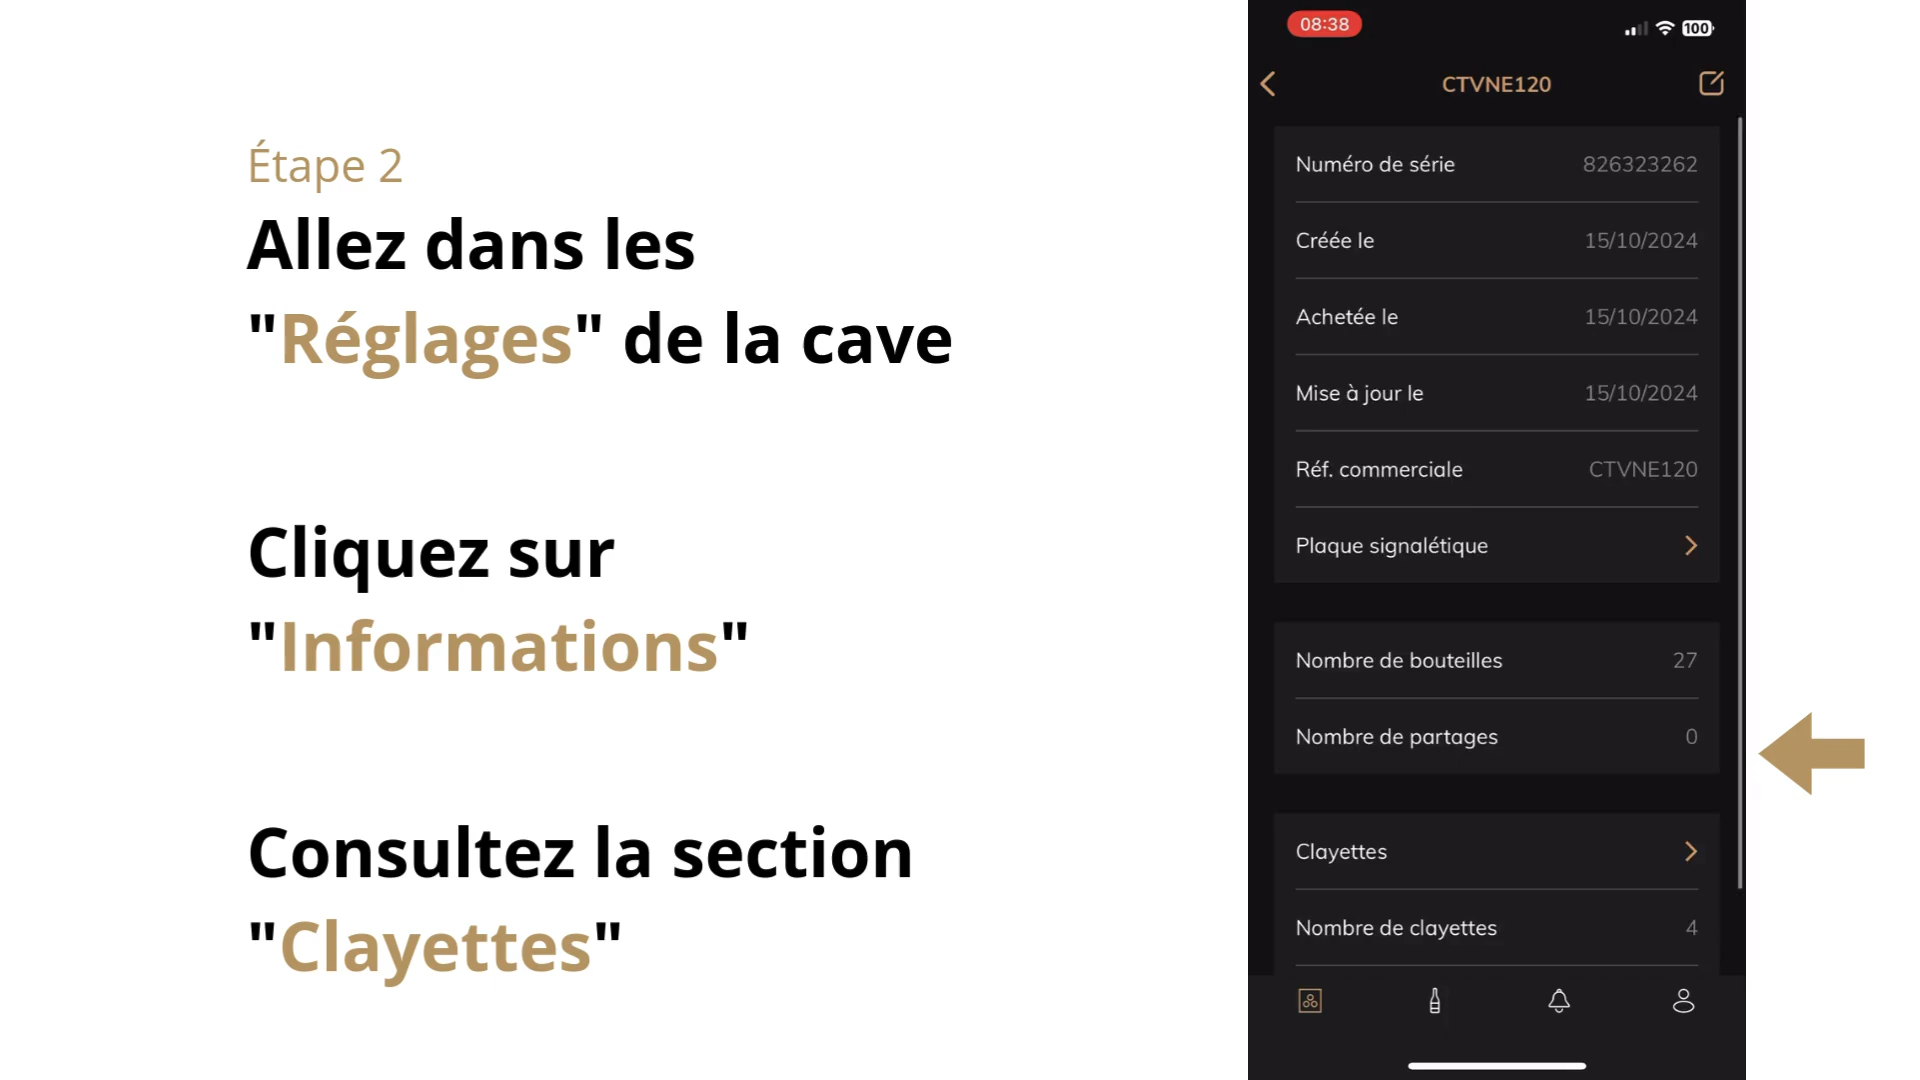 Étape 2
Allez dans les
"Réglages" de la cave
Cliquez sur
"Informations"
Consultez la section
"Clayettes"
08:38
100
CTVNE120
Numéro de série 826323262
Créée le 15/10/2024
Achetée le 15/10/2024
Mise à jour le 15/10/2024
Réf. commerciale CTVNE120
Plaque signalétique
Nombre de bouteilles 27
Nombre de partages 0
Clayettes
Nombre de clayettes 4